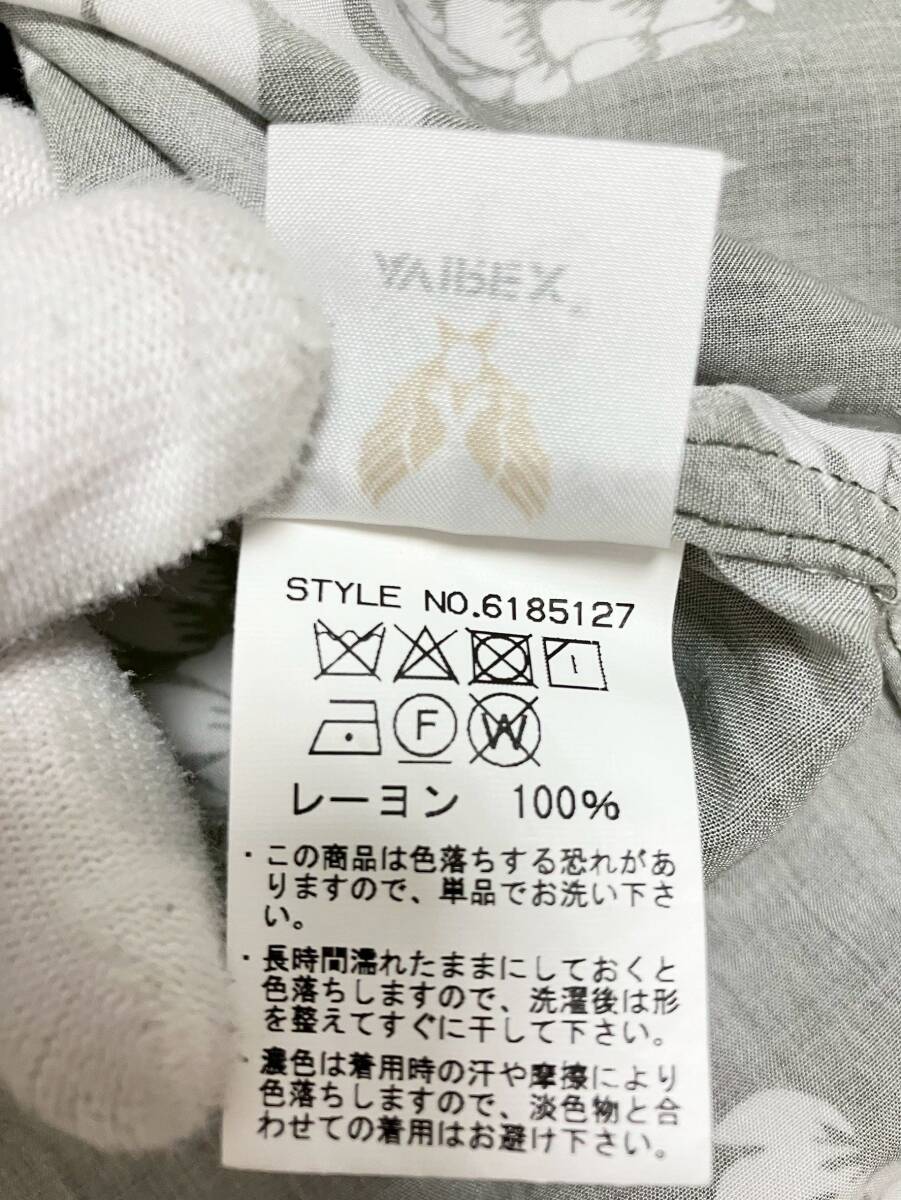 STYLE NO.6185127
F
W
レーヨン 100%
・この商品は色落ちする恐れがあ
りますので、単品でお洗い下さ
い。
・長時間濡れたままにしておくと
色落ちしますので、洗濯後は形
を整えてすぐに干して下さい。
・濃色は着用時の汗や摩擦により
色落ちしますので、淡色物と合
わせての着用はお避け下さい。